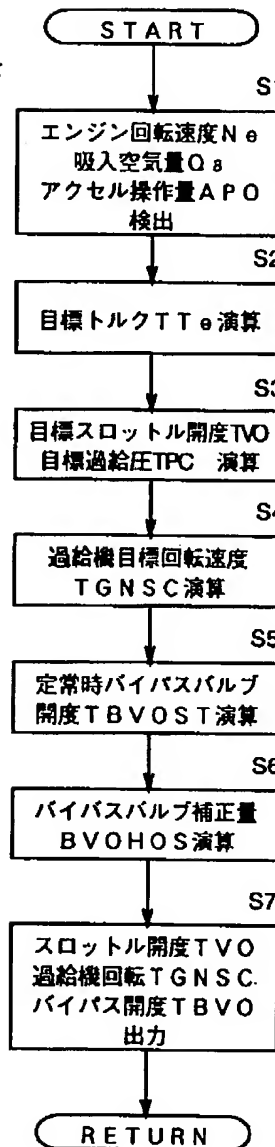 START
S1
エンジン回転速度Ne
吸入空気量Qa
アクセル操作量APO
検出
S2
目標トルクTTe演算
S3
目標スロットル開度TVO
目標過給圧TPC 演算
S4
過給機目標回転速度
TGNSC演算
S5
定常時バイパスバルブ
開度TBVOST演算
S6
バイパスバルブ補正量
BVOHOS演算
S7
スロットル開度TVO
過給機回転TGNSC.
バイパス開度TBVO
出力
RETURN